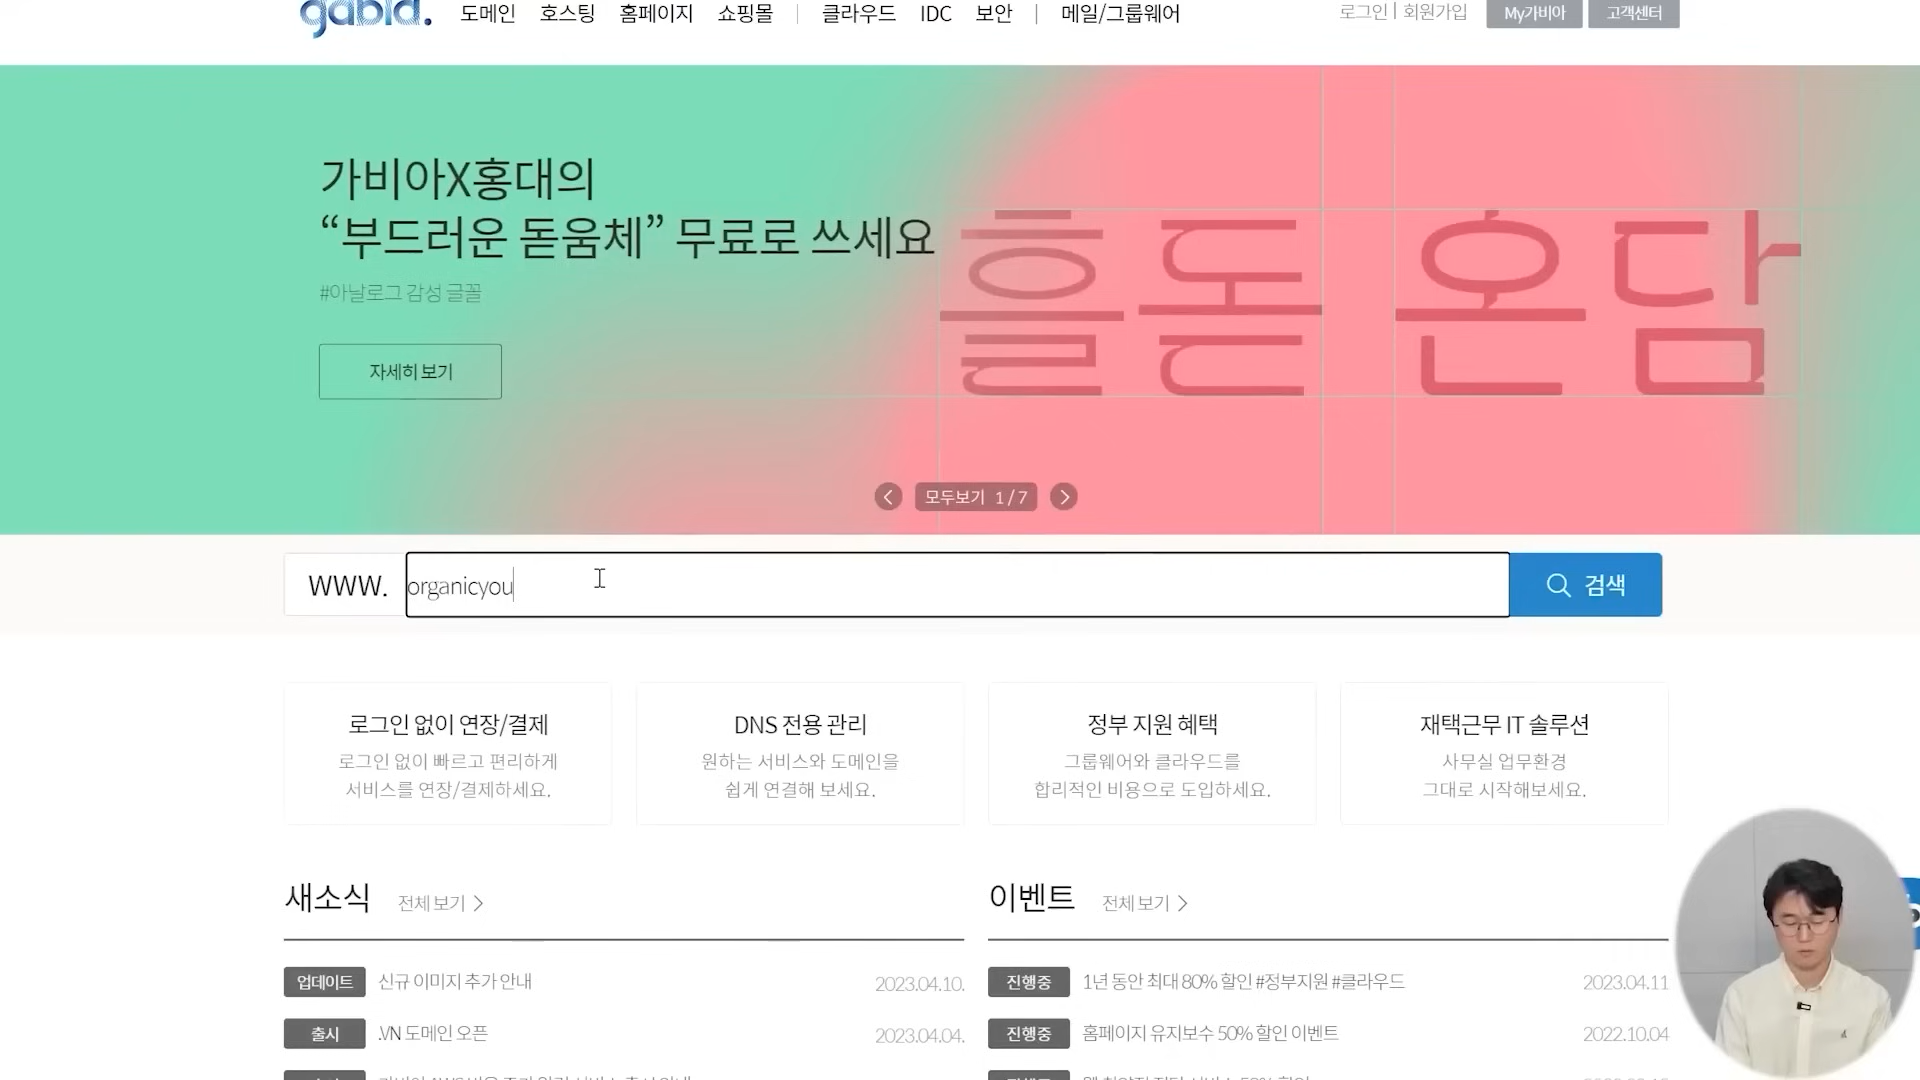 gabia. 도메인 호스팅 홈페이지 쇼핑몰 | 클라우드 IDC 보안 | 메일/그룹웨어 로그인 | 회원가입 My가비아 고객센터
가비아X홍대의
“부드러운 돋움체” 무료로 쓰세요
#아날로그 감성 글꼴
자세히 보기
흘돋 온담
모두보기 1 / 7
WWW. organicyou 검색
로그인 없이 연장/결제
로그인 없이 빠르고 편리하게
서비스를 연장/결제하세요.
DNS 전용 관리
원하는 서비스와 도메인을
쉽게 연결해 보세요.
정부 지원 혜택
그룹웨어와 클라우드를
합리적인 비용으로 도입하세요.
재택근무 IT 솔루션
사무실 업무환경
그대로 시작해보세요.
새소식 전체 보기 >
업데이트 신규 이미지 추가 안내 2023.04.10.
출시 .VN 도메인 오픈 2023.04.04.
이벤트 전체 보기 >
진행중 1년 동안 최대 80% 할인 #정부지원 #클라우드 2023.04.11
진행중 홈페이지 유지보수 50% 할인 이벤트 2022.10.04